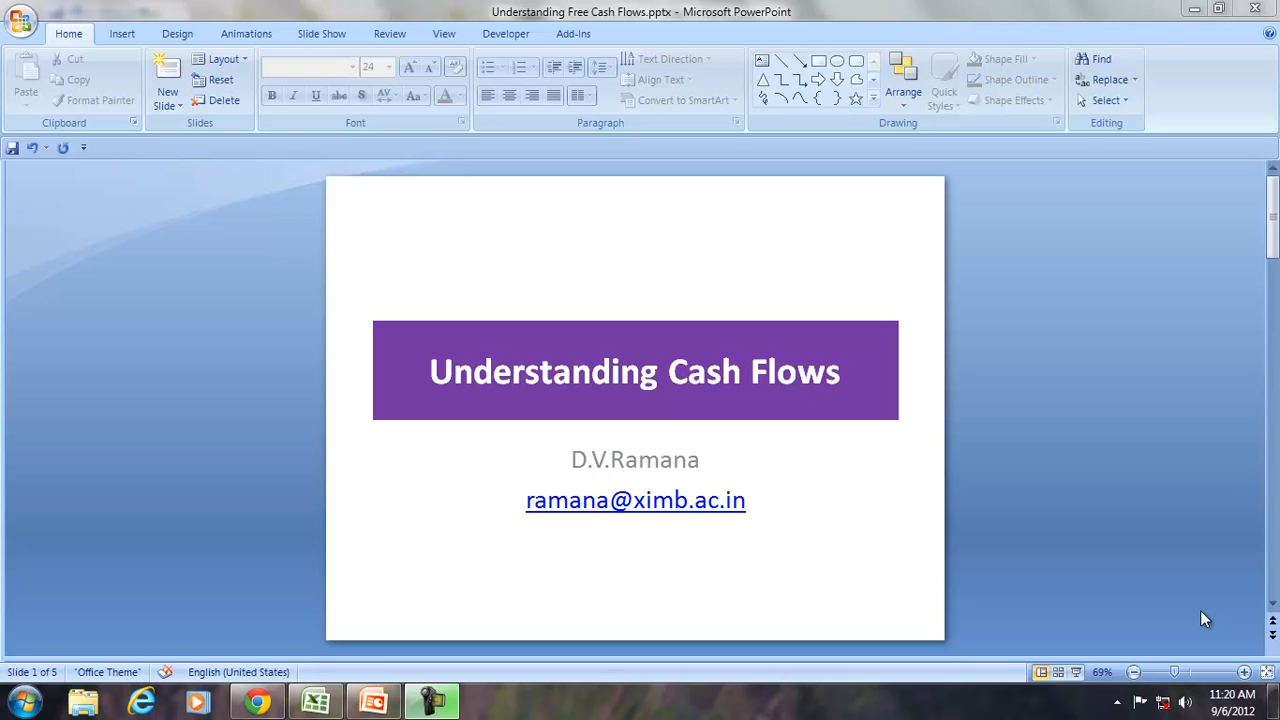 Understanding Free Cash Flows.pptx - Microsoft PowerPoint
Home Insert Design Animations Slide Show Review View Developer Add-Ins
Paste
Cut
Copy
Format Painter
Clipboard
New Slide
Layout
Reset
Delete
Slides
24
B I U abc S AV Aa A
Font
Text Direction
Align Text
Convert to SmartArt
Paragraph
Arrange
Quick Styles
Shape Fill
Shape Outline
Shape Effects
Drawing
Find
Replace
Select
Editing
Understanding Cash Flows
D.V.Ramana
ramana@ximb.ac.in
Slide 1 of 5 "Office Theme" English (United States) 69%
11:20 AM
9/6/2012